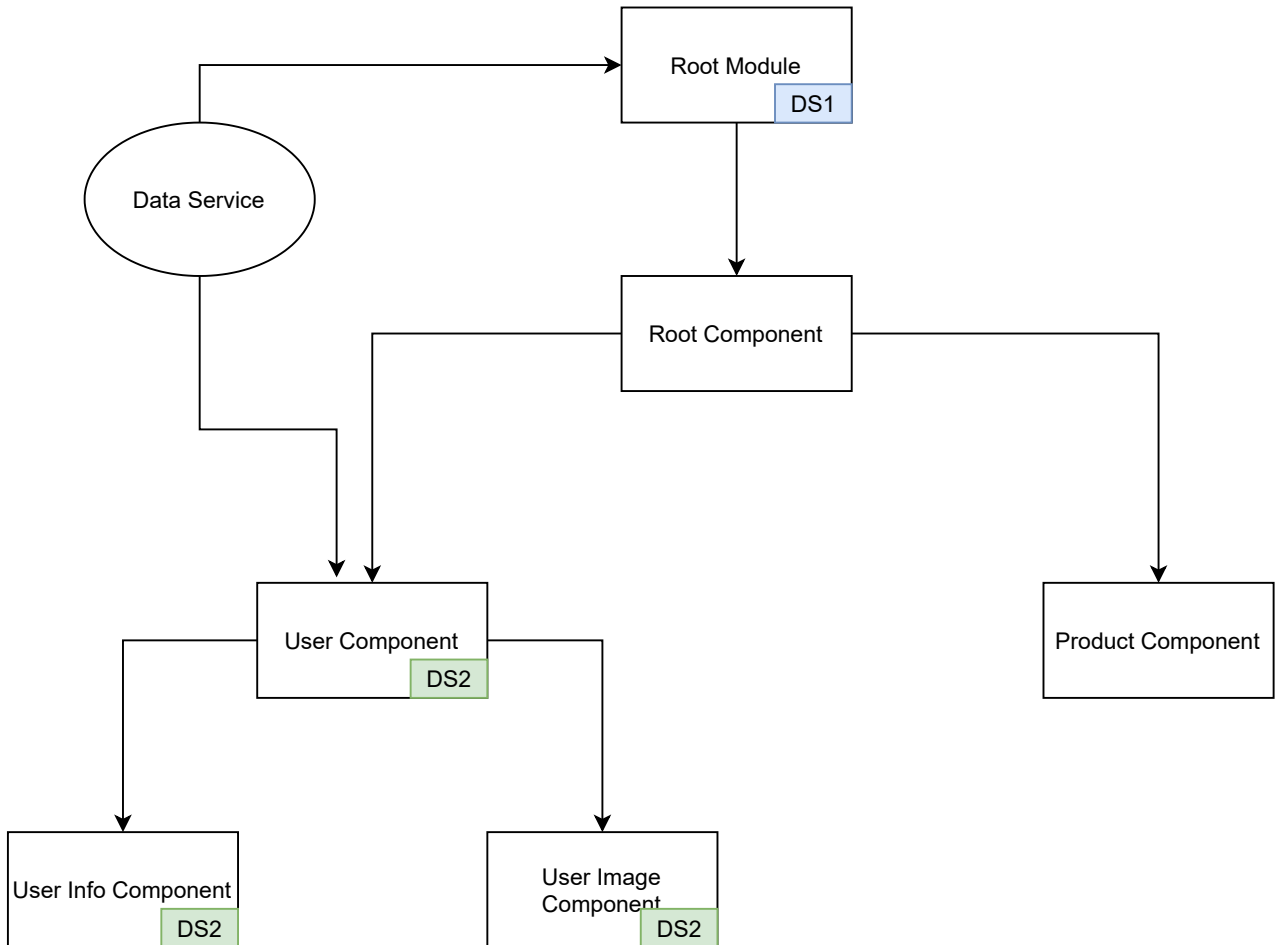 Root Module
DS1
Data Service
Root Component
User Component
DS2
Product Component
User Info Component
DS2
User Image
Component
DS2